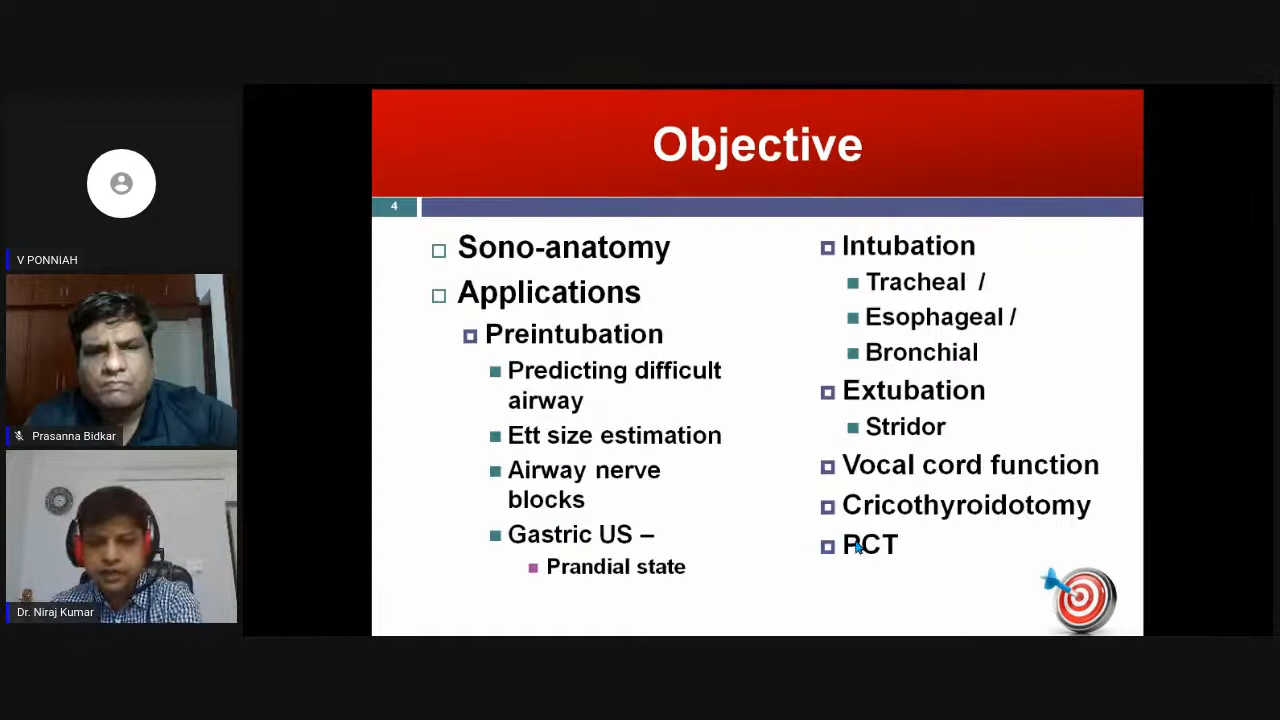 V PONNIAH
Prasanna Bidkar
Dr. Niraj Kumar
Objective
4
Sono-anatomy
Applications
Preintubation
Predicting difficult
airway
Ett size estimation
Airway nerve
blocks
Gastric US –
Prandial state
Intubation
Tracheal /
Esophageal /
Bronchial
Extubation
Stridor
Vocal cord function
Cricothyroidotomy
PCT